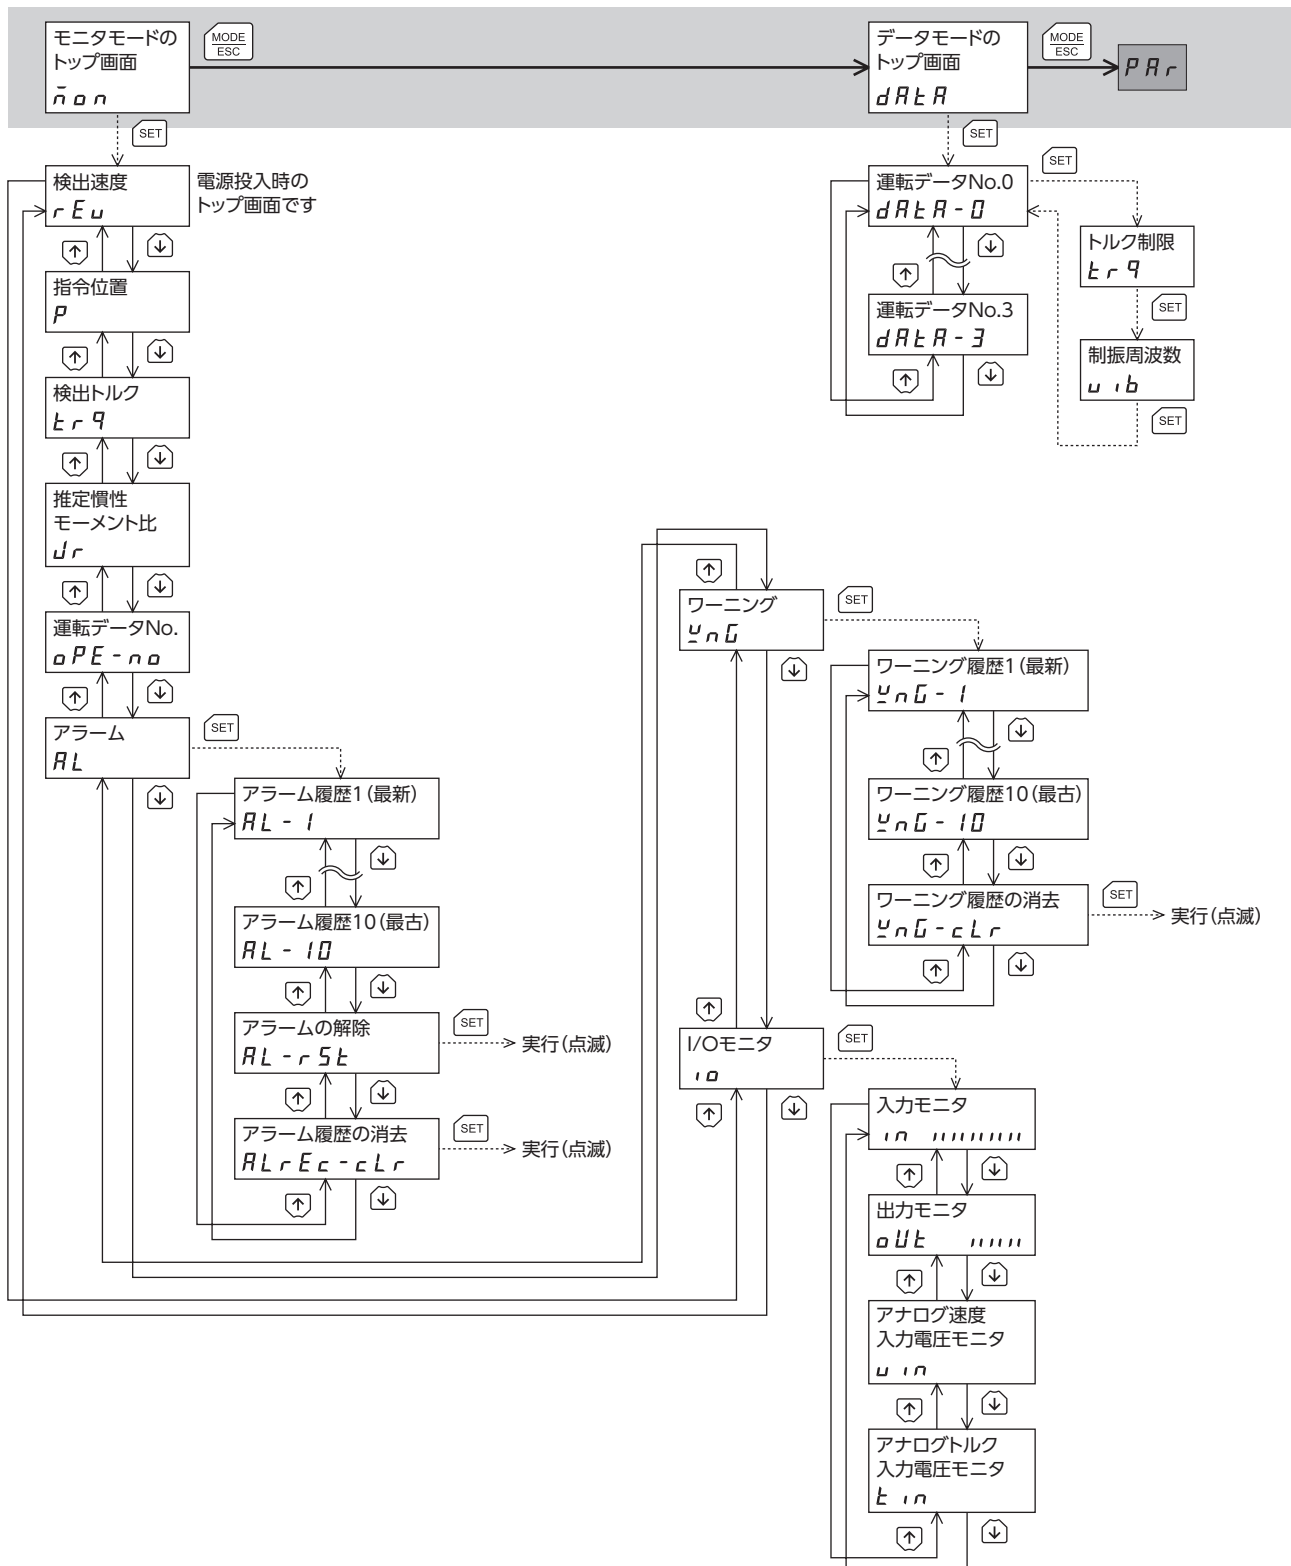 モニタモードの
トップ画面
mon
MODE
ESC
データモードの
トップ画面
dAtA
MODE
ESC
PAr
SET
SET
検出速度
rEv
電源投入時の
トップ画面です
指令位置
P
検出トルク
trq
推定慣性
モーメント比
Jr
運転データNo.
oPE-no
アラーム
AL
SET
アラーム履歴1(最新)
AL-1
アラーム履歴10(最古)
AL-10
アラームの解除
AL-rSt
SET
実行(点滅)
アラーム履歴の消去
ALrEc-cLr
SET
実行(点滅)
運転データNo.0
dAtA-0
SET
運転データNo.3
dAtA-3
トルク制限
trq
SET
制振周波数
vib
SET
ワーニング
WnG
SET
ワーニング履歴1(最新)
WnG-1
ワーニング履歴10(最古)
WnG-10
ワーニング履歴の消去
WnG-cLr
SET
実行(点滅)
I/Oモニタ
io
SET
入力モニタ
in
出力モニタ
oUt
アナログ速度
入力電圧モニタ
vin
アナログトルク
入力電圧モニタ
tin